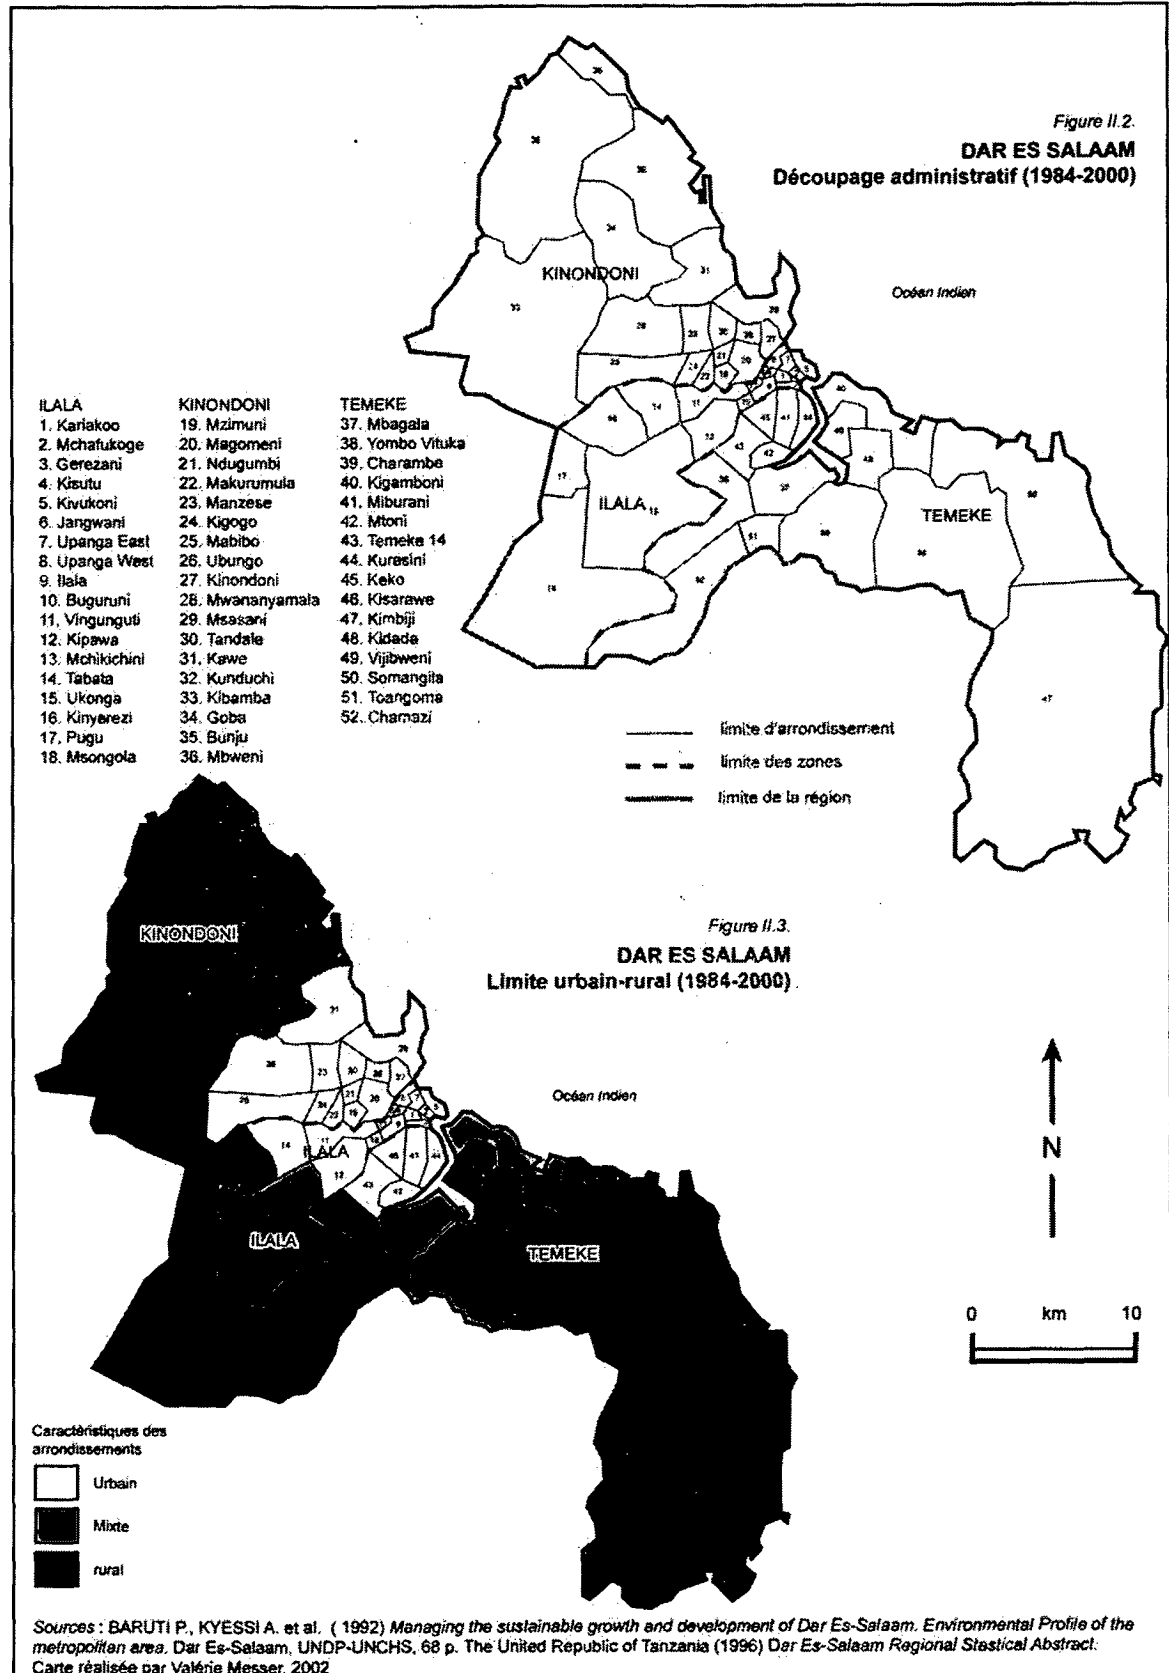 Figure II.2.
DAR ES SALAAM
Découpage administratif (1984-2000)
Océan Indien
KINONDONI
ILALA
TEMEKE
ILALA
1. Kariakoo
2. Mchafukoge
3. Gerezani
4. Kisutu
5. Kivukoni
6. Jangwani
7. Upanga East
8. Upanga West
9. Ilala
10. Buguruni
11. Vingunguti
12. Kipawa
13. Mchikichini
14. Tabata
15. Ukonga
16. Kinyerezi
17. Pugu
18. Msongola
KINONDONI
19. Mzimuni
20. Magomeni
21. Ndugumbi
22. Makurumula
23. Manzese
24. Kigogo
25. Mabibo
26. Ubungo
27. Kinondoni
28. Mwananyamala
29. Msasani
30. Tandale
31. Kawe
32. Kunduchi
33. Kibamba
34. Goba
35. Bunju
36. Mbweni
TEMEKE
37. Mbagala
38. Yombo Vituka
39. Charambe
40. Kigamboni
41. Miburani
42. Mtoni
43. Temeke 14
44. Kurasini
45. Keko
46. Kisarawe
47. Kimbiji
48. Kidada
49. Vijibweni
50. Somangila
51. Toangoma
52. Chamazi
limite d'arrondissement
limite des zones
limite de la région
Figure II.3.
DAR ES SALAAM
Limite urbain-rural (1984-2000)
Océan Indien
KINONDONI
ILALA
ILALA
TEMEKE
N
0 km 10
Caractéristiques des
arrondissements
Urbain
Mixte
rural
Sources : BARUTI P., KYESSI A. et al. ( 1992) Managing the sustainable growth and development of Dar Es-Salaam. Environmental Profile of the
metropolitan area. Dar Es-Salaam, UNDP-UNCHS, 68 p. The United Republic of Tanzania (1996) Dar Es-Salaam Regional Stastical Abstract.
Carte réalisée par Valérie Messer, 2002